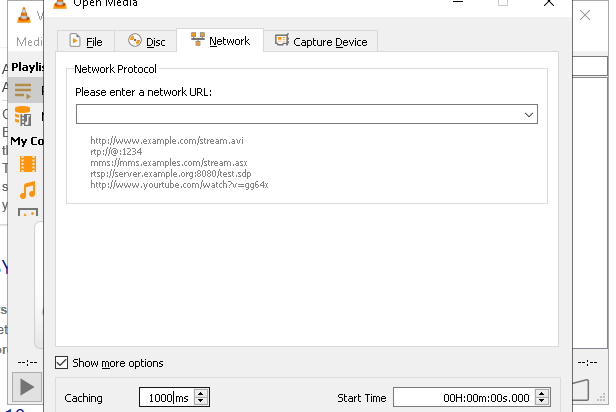 Open Media
Medi
File
Disc
Network
Capture Device
Playlis
Network Protocol
Please enter a network URL:
http://www.example.com/stream.avi
rtp://@:1234
mms://mms.examples.com/stream.asx
rtsp://server.example.org:8080/test.sdp
http://www.yourtube.com/watch?v=gg64x
My Co
--:--
Show more options
--:--
Caching
1000 ms
Start Time
00H:00m:00s.000